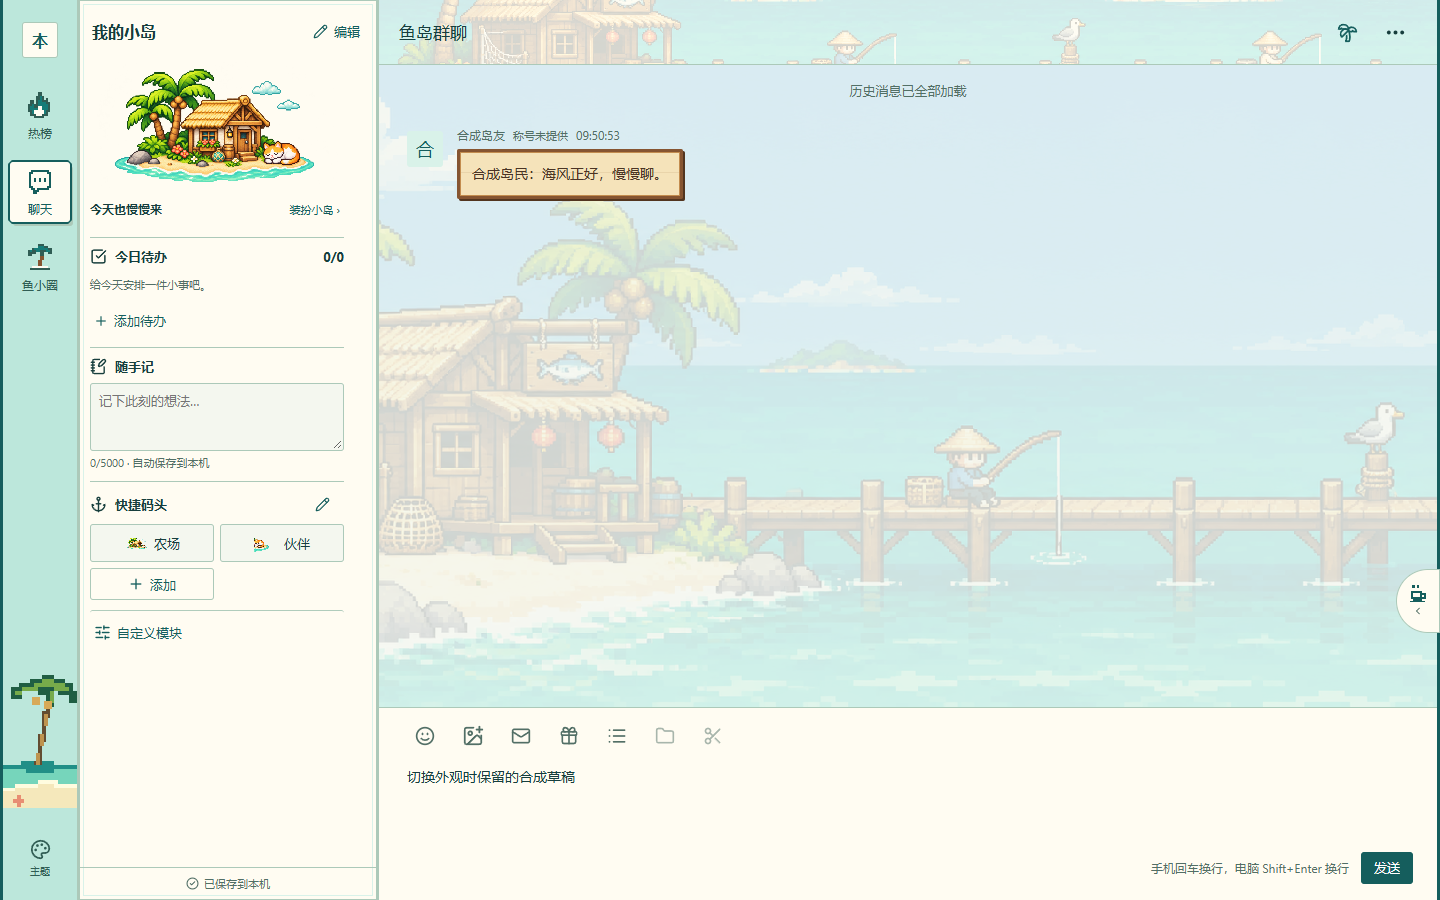 本
热榜
聊天
鱼小圈
主题
我的小岛
编辑
今天也慢慢来
装扮小岛 ›
今日待办
0/0
给今天安排一件小事吧。
添加待办
随手记
记下此刻的想法...
0/5000 · 自动保存到本机
快捷码头
农场
伙伴
添加
自定义模块
已保存到本机
鱼岛群聊
历史消息已全部加载
合
合成岛友 称号未提供 09:50:53
合成岛民：海风正好，慢慢聊。
切换外观时保留的合成草稿
手机回车换行，电脑 Shift+Enter 换行
发送